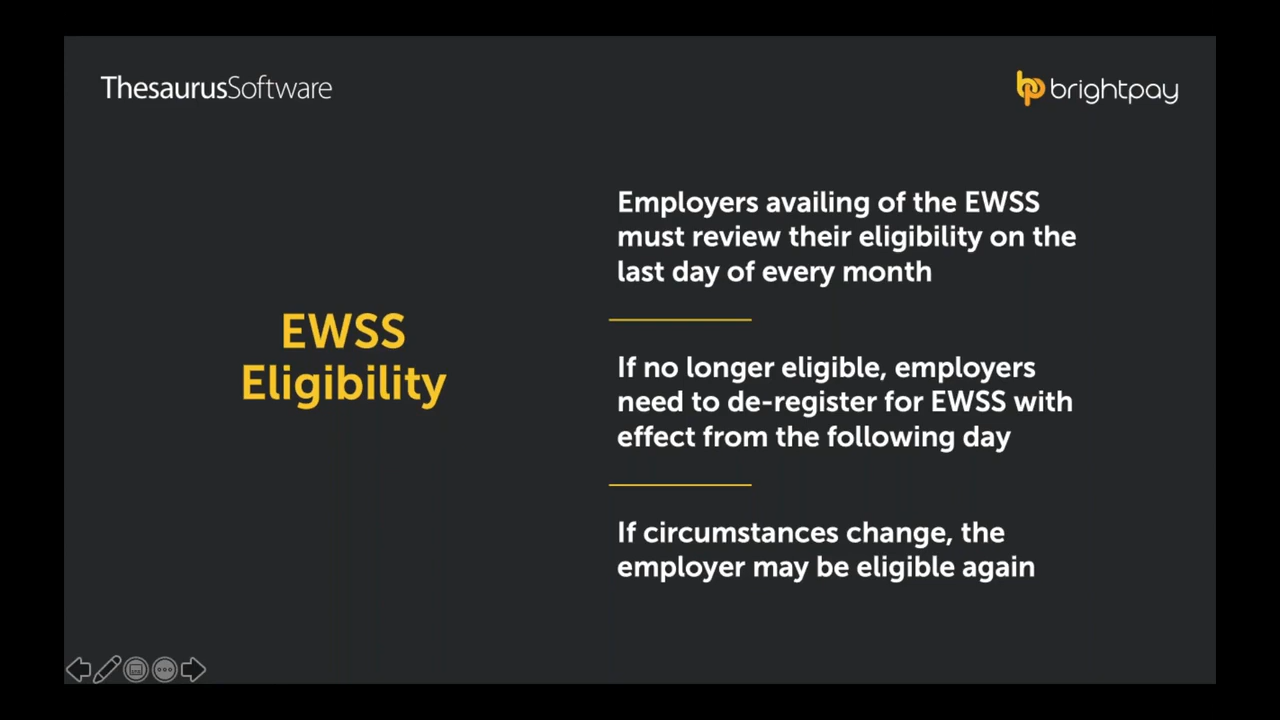 ThesaurusSoftware
brightpay
EWSS
Eligibility
Employers availing of the EWSS
must review their eligibility on the
last day of every month
If no longer eligible, employers
need to de-register for EWSS with
effect from the following day
If circumstances change, the
employer may be eligible again